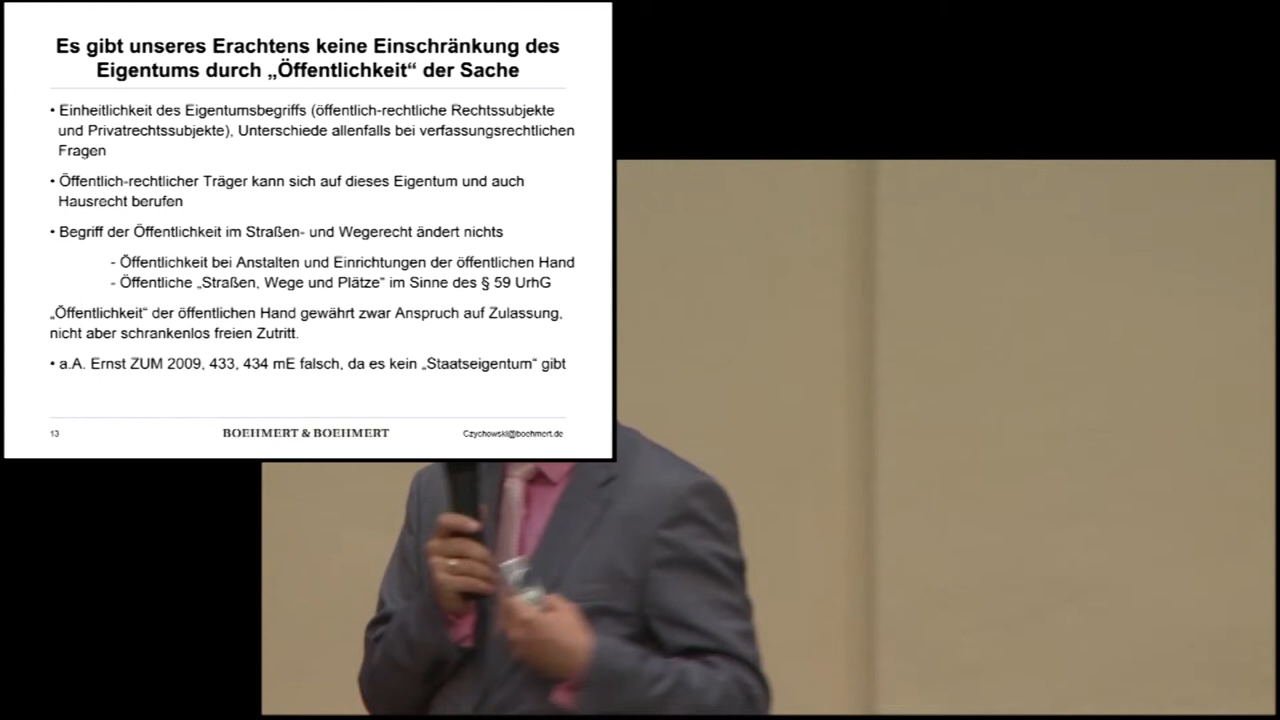 Es gibt unseres Erachtens keine Einschränkung des
Eigentums durch „Öffentlichkeit“ der Sache
• Einheitlichkeit des Eigentumsbegriffs (öffentlich-rechtliche Rechtssubjekte
und Privatrechtssubjekte), Unterschiede allenfalls bei verfassungsrechtlichen
Fragen
• Öffentlich-rechtlicher Träger kann sich auf dieses Eigentum und auch
Hausrecht berufen
• Begriff der Öffentlichkeit im Straßen- und Wegerecht ändert nichts
- Öffentlichkeit bei Anstalten und Einrichtungen der öffentlichen Hand
- Öffentliche „Straßen, Wege und Plätze“ im Sinne des § 59 UrhG
„Öffentlichkeit“ der öffentlichen Hand gewährt zwar Anspruch auf Zulassung,
nicht aber schrankenlos freien Zutritt.
• a.A. Ernst ZUM 2009, 433, 434 mE falsch, da es kein „Staatseigentum“ gibt
13
BOEHMERT & BOEHMERT
Czychowski@boehmert.de